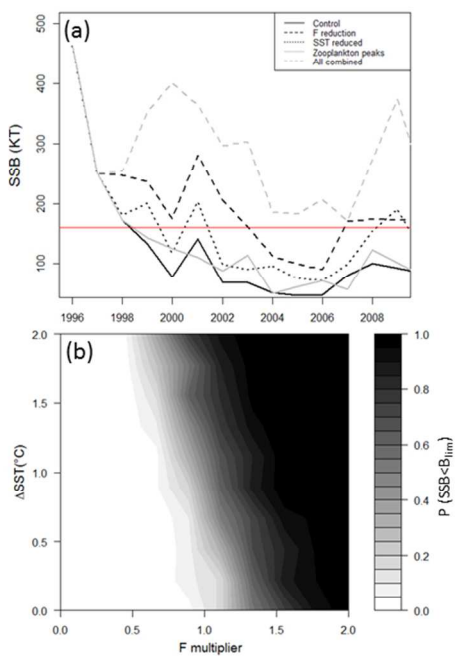 (a)
Control
F reduction
SST reduced
Zooplankton peaks
All combined
SSB (KT)
500
400
300
200
100
1996
1998
2000
2002
2004
2006
2008
(b)
ΔSST(°C)
2.0
1.5
1.0
0.5
0.0
0.0
0.5
1.0
1.5
2.0
F multiplier
1.0
0.8
0.6
0.4
0.2
0.0
P (SSB<Blim)